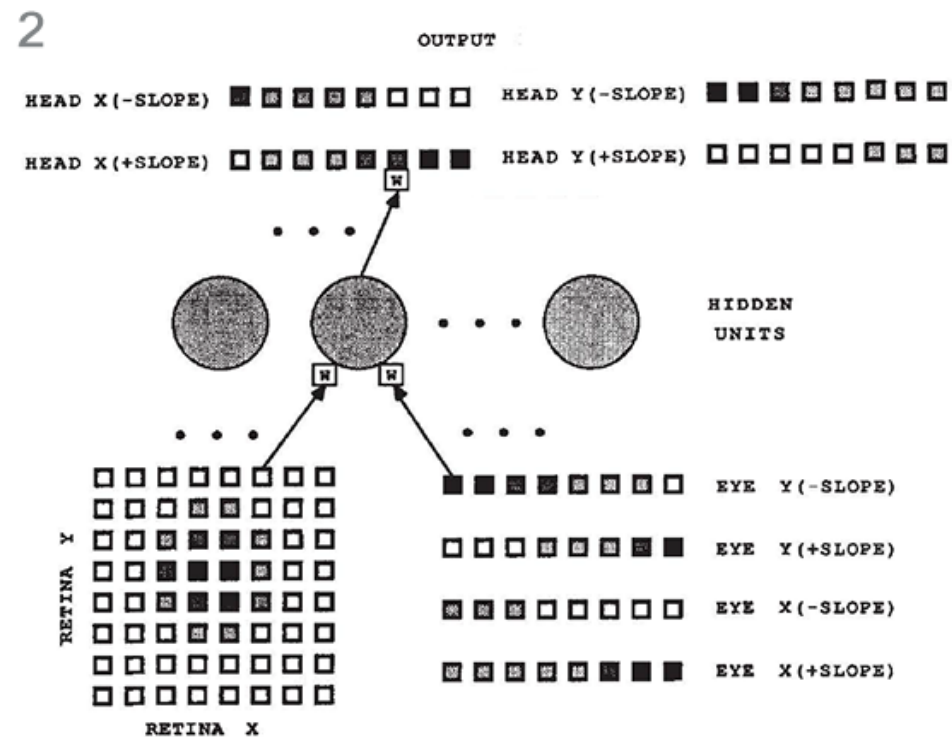 2
OUTPUT
HEAD X(-SLOPE)
HEAD Y(-SLOPE)
HEAD X(+SLOPE)
HEAD Y(+SLOPE)
W
HIDDEN
UNITS
W
W
EYE Y(-SLOPE)
EYE Y(+SLOPE)
EYE X(-SLOPE)
EYE X(+SLOPE)
RETINA Y
RETINA X